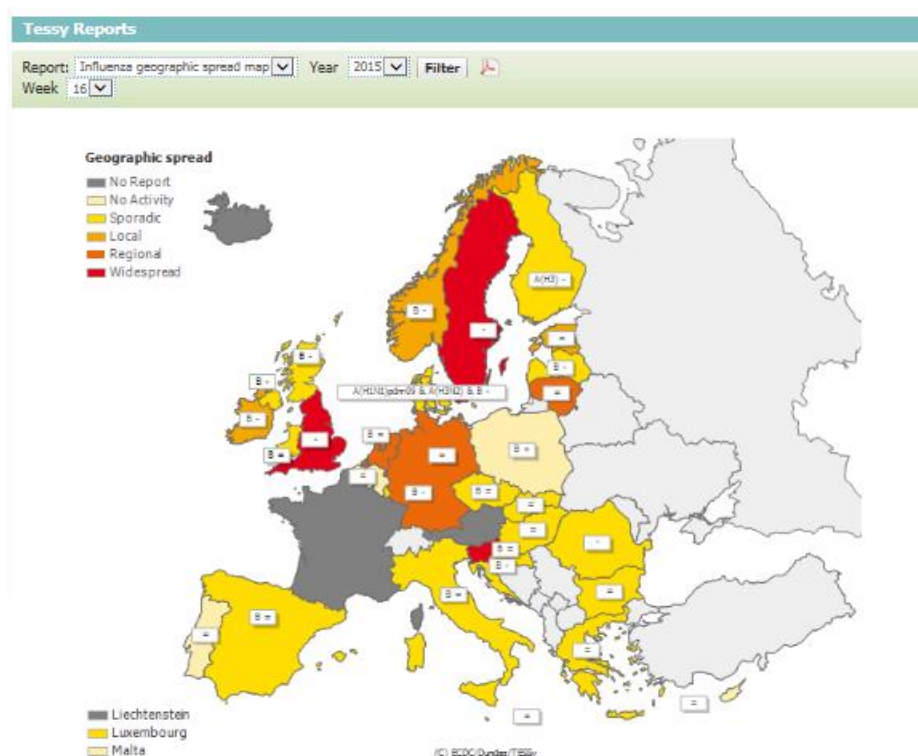 Tessy Reports
Report: Influenza geographic spread map Year 2015 Filter
Week 16
Geographic spread
No Report
No Activity
Sporadic
Local
Regional
Widespread
A(H3) -
B -
-
=
B -
B -
B -
A(H1N1)pdm09 & A(H3N2) & B -
=
B -
-
B =
=
B =
B =
=
B -
B =
=
=
B =
-
B -
B =
=
B =
=
=
=
=
Liechtenstein
Luxembourg
Malta
(C) ECDC/Dundas/TESSy